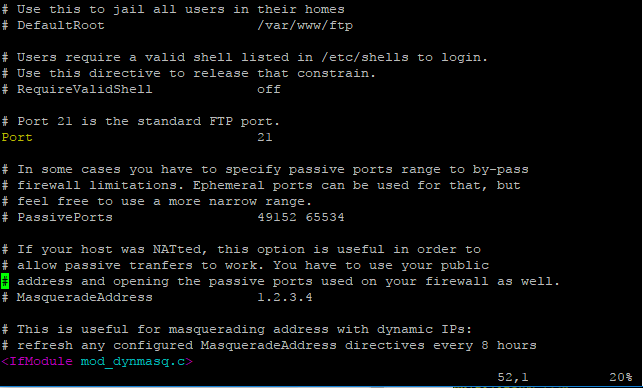 # Use this to jail all users in their homes
# DefaultRoot /var/www/ftp
# Users require a valid shell listed in /etc/shells to login.
# Use this directive to release that constrain.
# RequireValidShell off
# Port 21 is the standard FTP port.
Port 21
# In some cases you have to specify passive ports range to by-pass
# firewall limitations. Ephemeral ports can be used for that, but
# feel free to use a more narrow range.
# PassivePorts 49152 65534
# If your host was NATted, this option is useful in order to
# allow passive tranfers to work. You have to use your public
# address and opening the passive ports used on your firewall as well.
# MasqueradeAddress 1.2.3.4
# This is useful for masquerading address with dynamic IPs:
# refresh any configured MasqueradeAddress directives every 8 hours
<IfModule mod_dynmasq.c>
52,1 20%